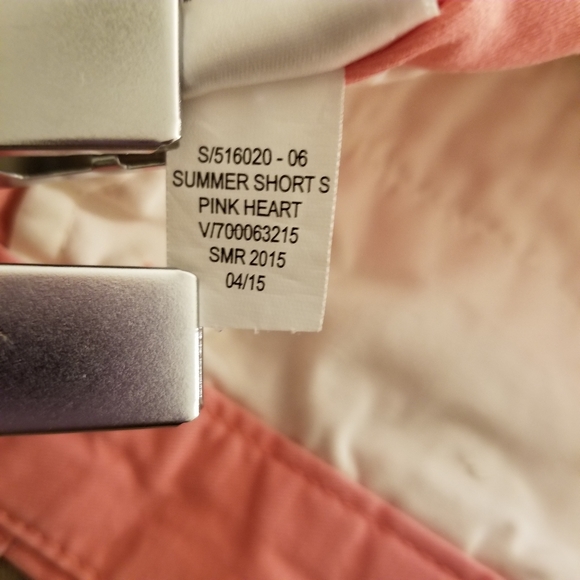 S/516020 - 06
SUMMER SHORT S
PINK HEART
V/700063215
SMR 2015
04/15